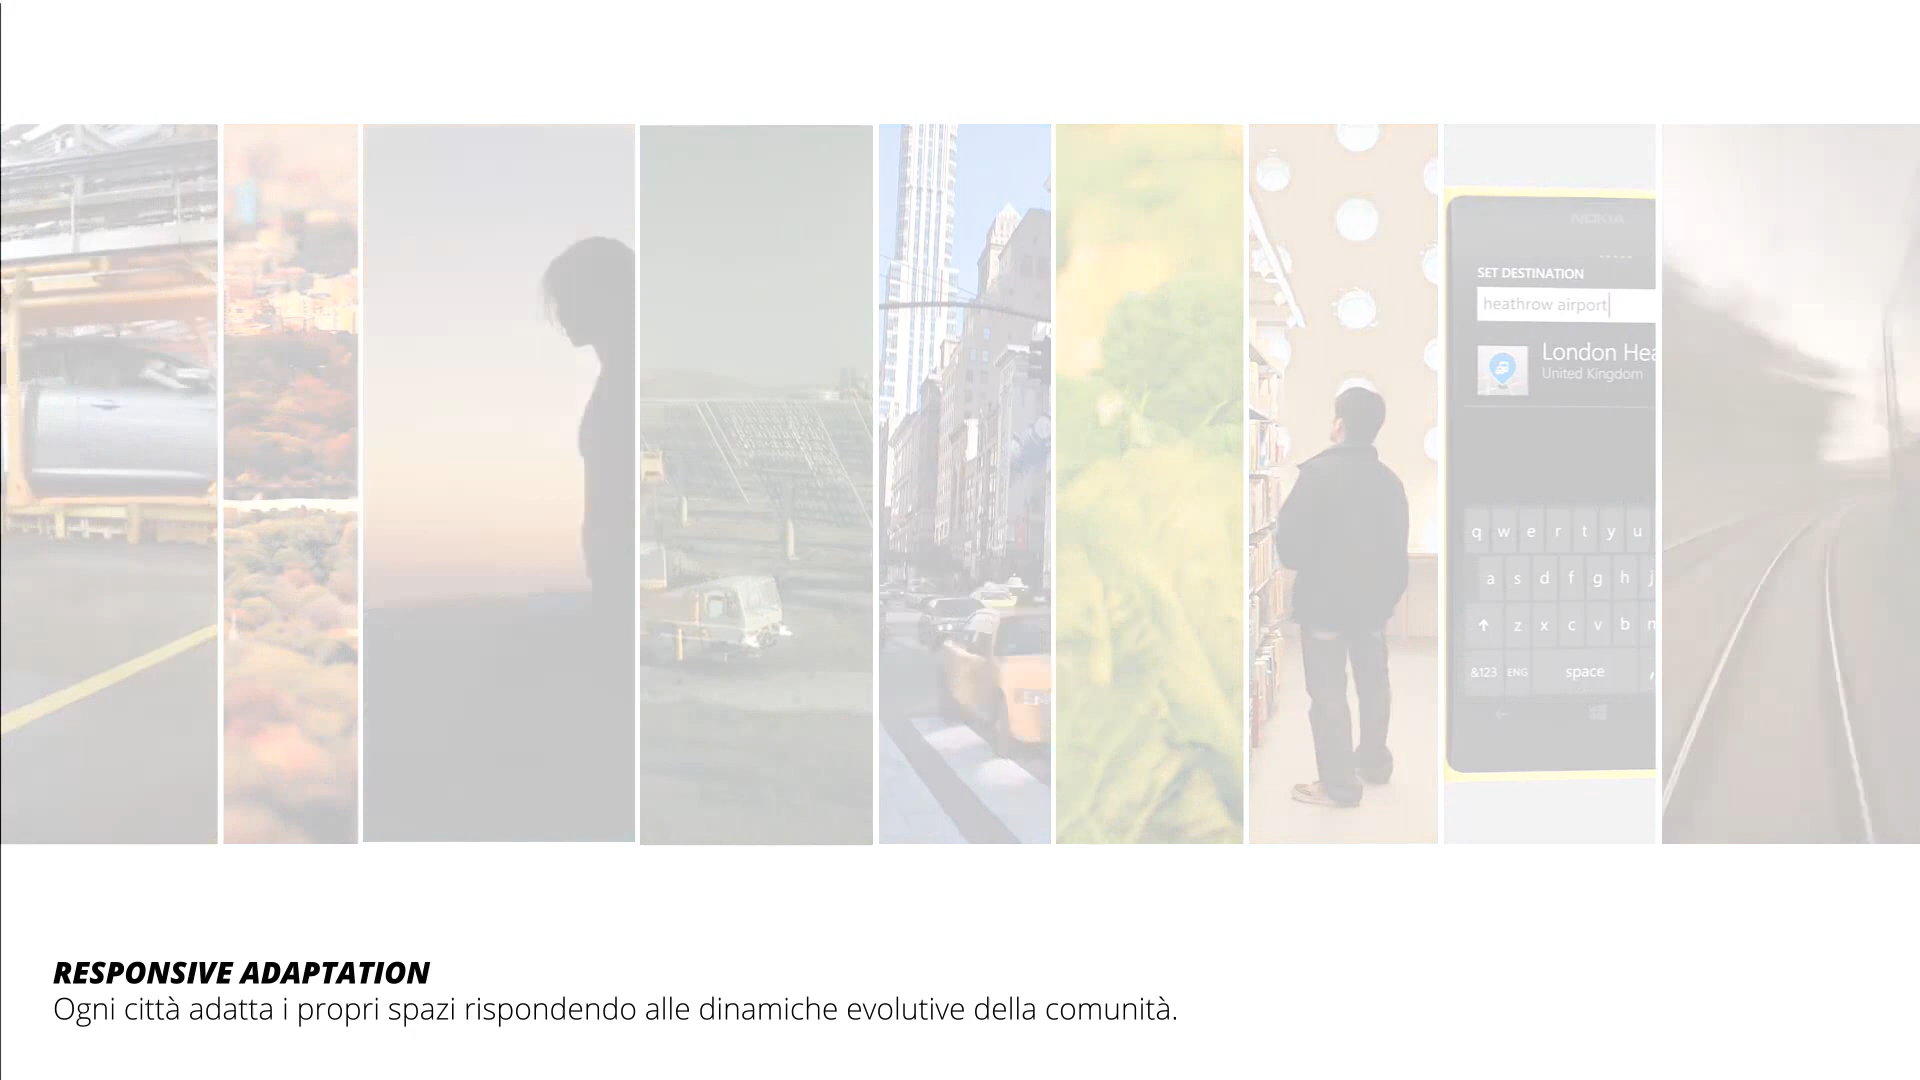 NOKIA
SET DESTINATION
heathrow airport
London Hea
United Kingdom
q w e r t y u
a s d f g h j
z x c v b n
&123 ENG space ,
RESPONSIVE ADAPTATION
Ogni città adatta i propri spazi rispondendo alle dinamiche evolutive della comunità.